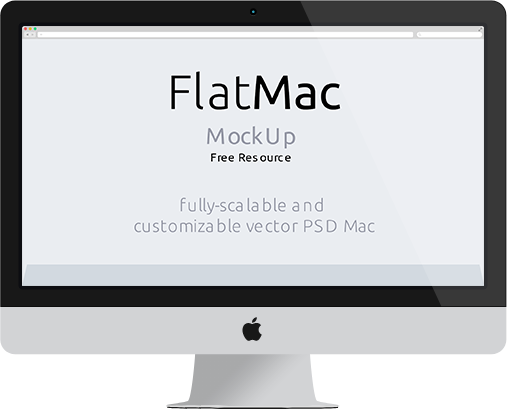 FlatMac
MockUp
Free Resource
fully-scalable and
customizable vector PSD Mac